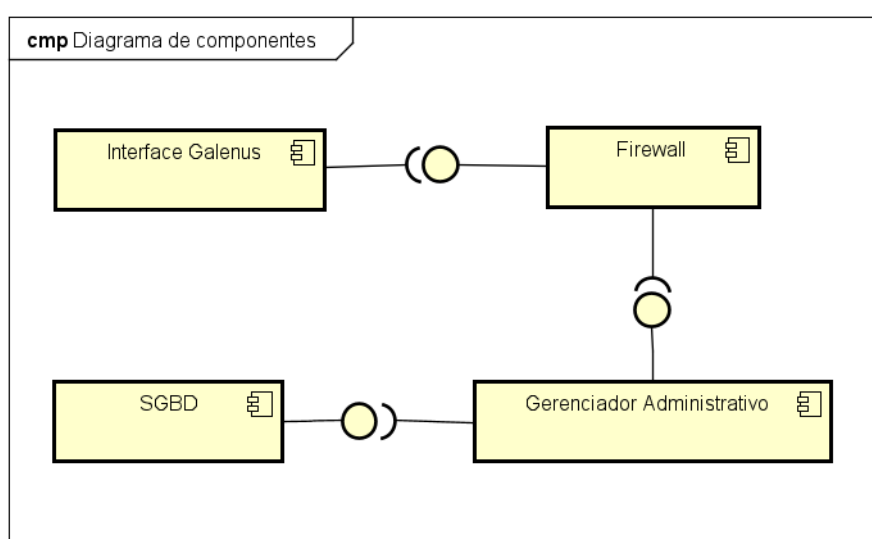 cmp Diagrama de componentes
Interface Galenus
Firewall
SGBD
Gerenciador Administrativo